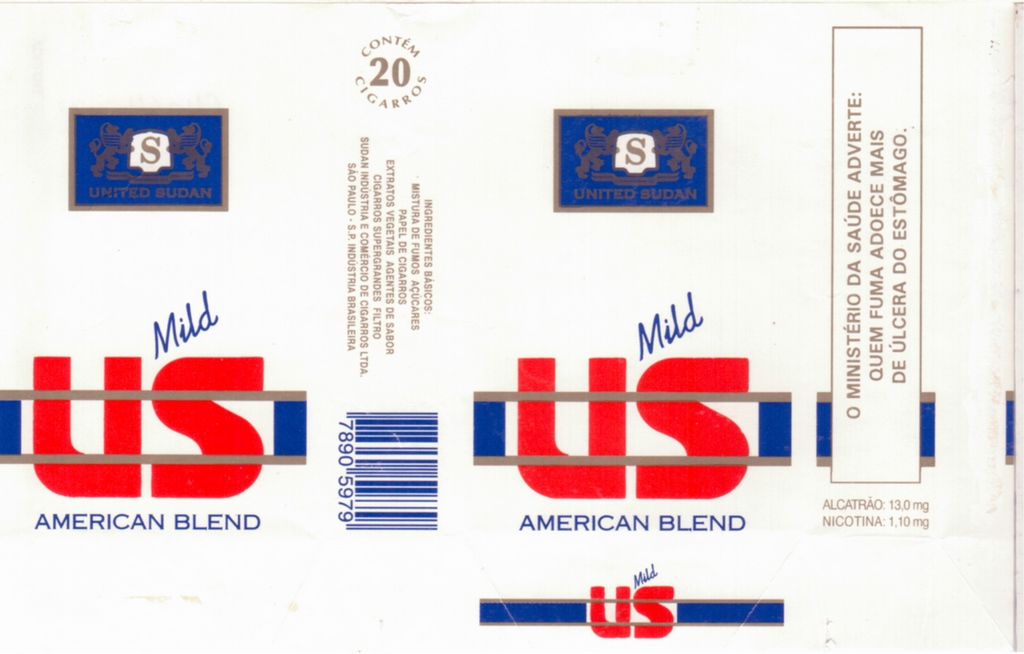 S
UNITED SUDAN
Mild
US
AMERICAN BLEND
CONTÉM
20
CIGARROS
INGREDIENTES BÁSICOS:
MISTURA DE FUMOS AÇÚCARES
PAPEL DE CIGARROS
EXTRATOS VEGETAIS AGENTES DE SABOR
CIGARROS SUPERGRANDES FILTRO
SUDAN INDÚSTRIA E COMÉRCIO DE CIGARROS LTDA.
SÃO PAULO - S.P. INDÚSTRIA BRASILEIRA
7890 5979
S
UNITED SUDAN
Mild
US
AMERICAN BLEND
Mild
US
O MINISTÉRIO DA SAÚDE ADVERTE:
QUEM FUMA ADOECE MAIS
DE ÚLCERA DO ESTÔMAGO.
ALCATRÃO: 13,0 mg
NICOTINA: 1,10 mg